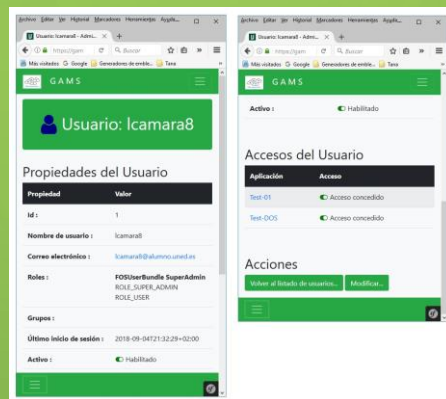 Archivo Editar Ver Historial Marcadores Herramientas Ayuda
Usuario: lcamara8 - Admi...
https://gam
Buscar
Más visitados G Google Generadores de emble... Tana
GAMS
Usuario: lcamara8
Propiedades del Usuario
Propiedad Valor
Id : 1
Nombre de usuario : lcamara8
Correo electrónico : lcamara8@alumno.uned.es
Roles : FOSUserBundle SuperAdmin
ROLE_SUPER_ADMIN
ROLE_USER
Grupos :
Último inicio de sesión : 2018-09-04T21:32:29+02:00
Activo : Habilitado
Archivo Editar Ver Historial Marcadores Herramientas Ayuda
Usuario: lcamara8 - Admi...
https://gam
Buscar
Más visitados G Google Generadores de emble... Tana
GAMS
Activo : Habilitado
Accesos del Usuario
Aplicación Acceso
Test-01 Acceso concedido
Test-DOS Acceso concedido
Acciones
Volver al listado de usuarios... Modificar...